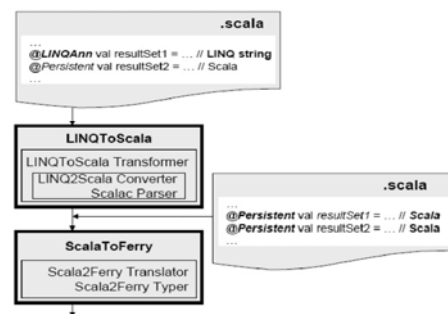 .scala
...
@LINQAnn val resultSet1 = ... // LINQ string
@Persistent val resultSet2 = ... // Scala
...
LINQToScala
LINQToScala Transformer
LINQ2Scala Converter
Scalac Parser
.scala
...
@Persistent val resultSet1 = ... // Scala
@Persistent val resultSet2 = ... // Scala
...
ScalaToFerry
Scala2Ferry Translator
Scala2Ferry Typer